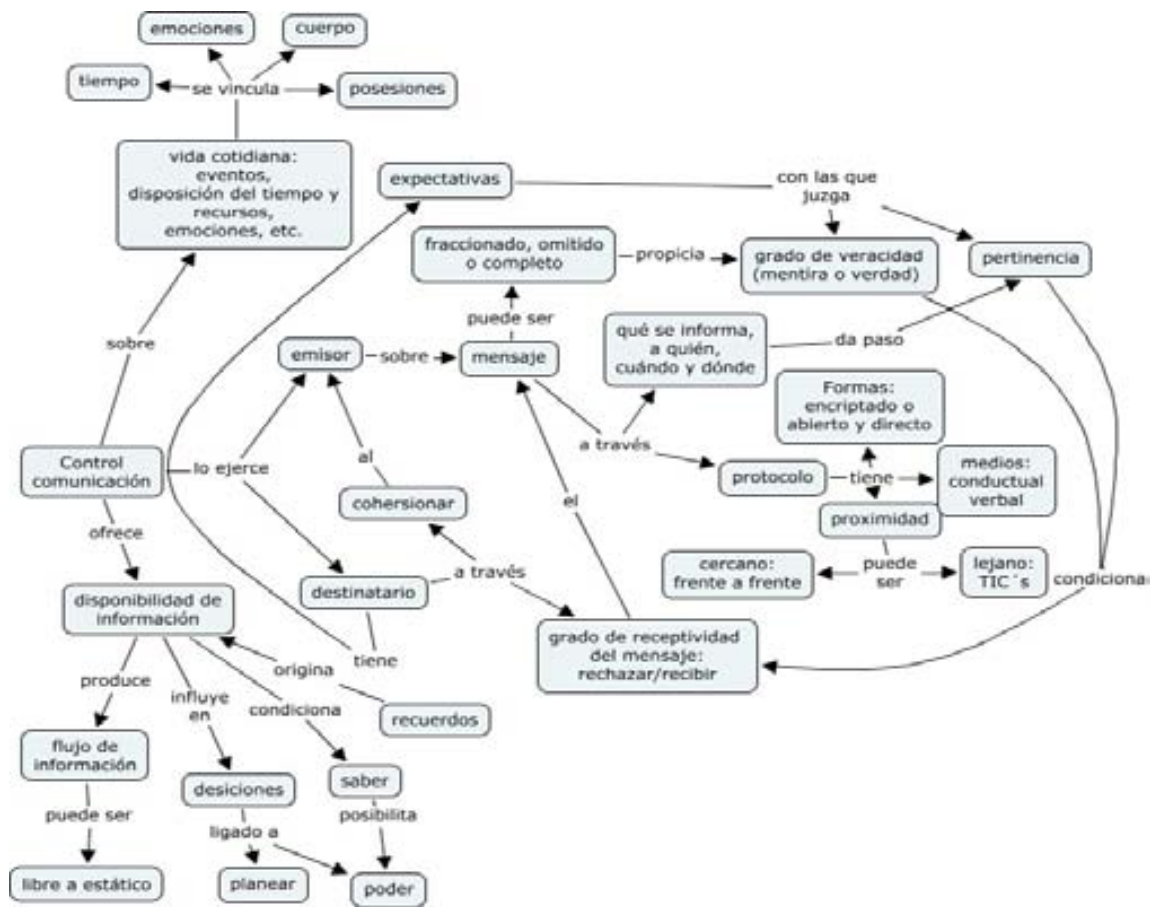 emociones
cuerpo
tiempo
se vincula
posesiones
vida cotidiana:
eventos,
disposición del tiempo y
recursos,
emociones, etc.
expectativas
con las que
juzga
fraccionado, omitido
o completo
propicia
grado de veracidad
(mentira o verdad)
pertinencia
puede ser
sobre
emisor
sobre
mensaje
qué se informa,
a quién,
cuándo y dónde
da paso
Formas:
encriptado o
abierto y directo
a través
al
Control
comunicación
lo ejerce
protocolo
tiene
medios:
conductual
verbal
cohersionar
el
proximidad
ofrece
cercano:
frente a frente
puede
ser
lejano:
TIC´s
condiciona
a través
destinatario
disponibilidad de
información
grado de receptividad
del mensaje:
rechazar/recibir
tiene
origina
produce
influye
en
condiciona
recuerdos
flujo de
información
desiciones
saber
puede ser
posibilita
ligado a
libre a estático
planear
poder